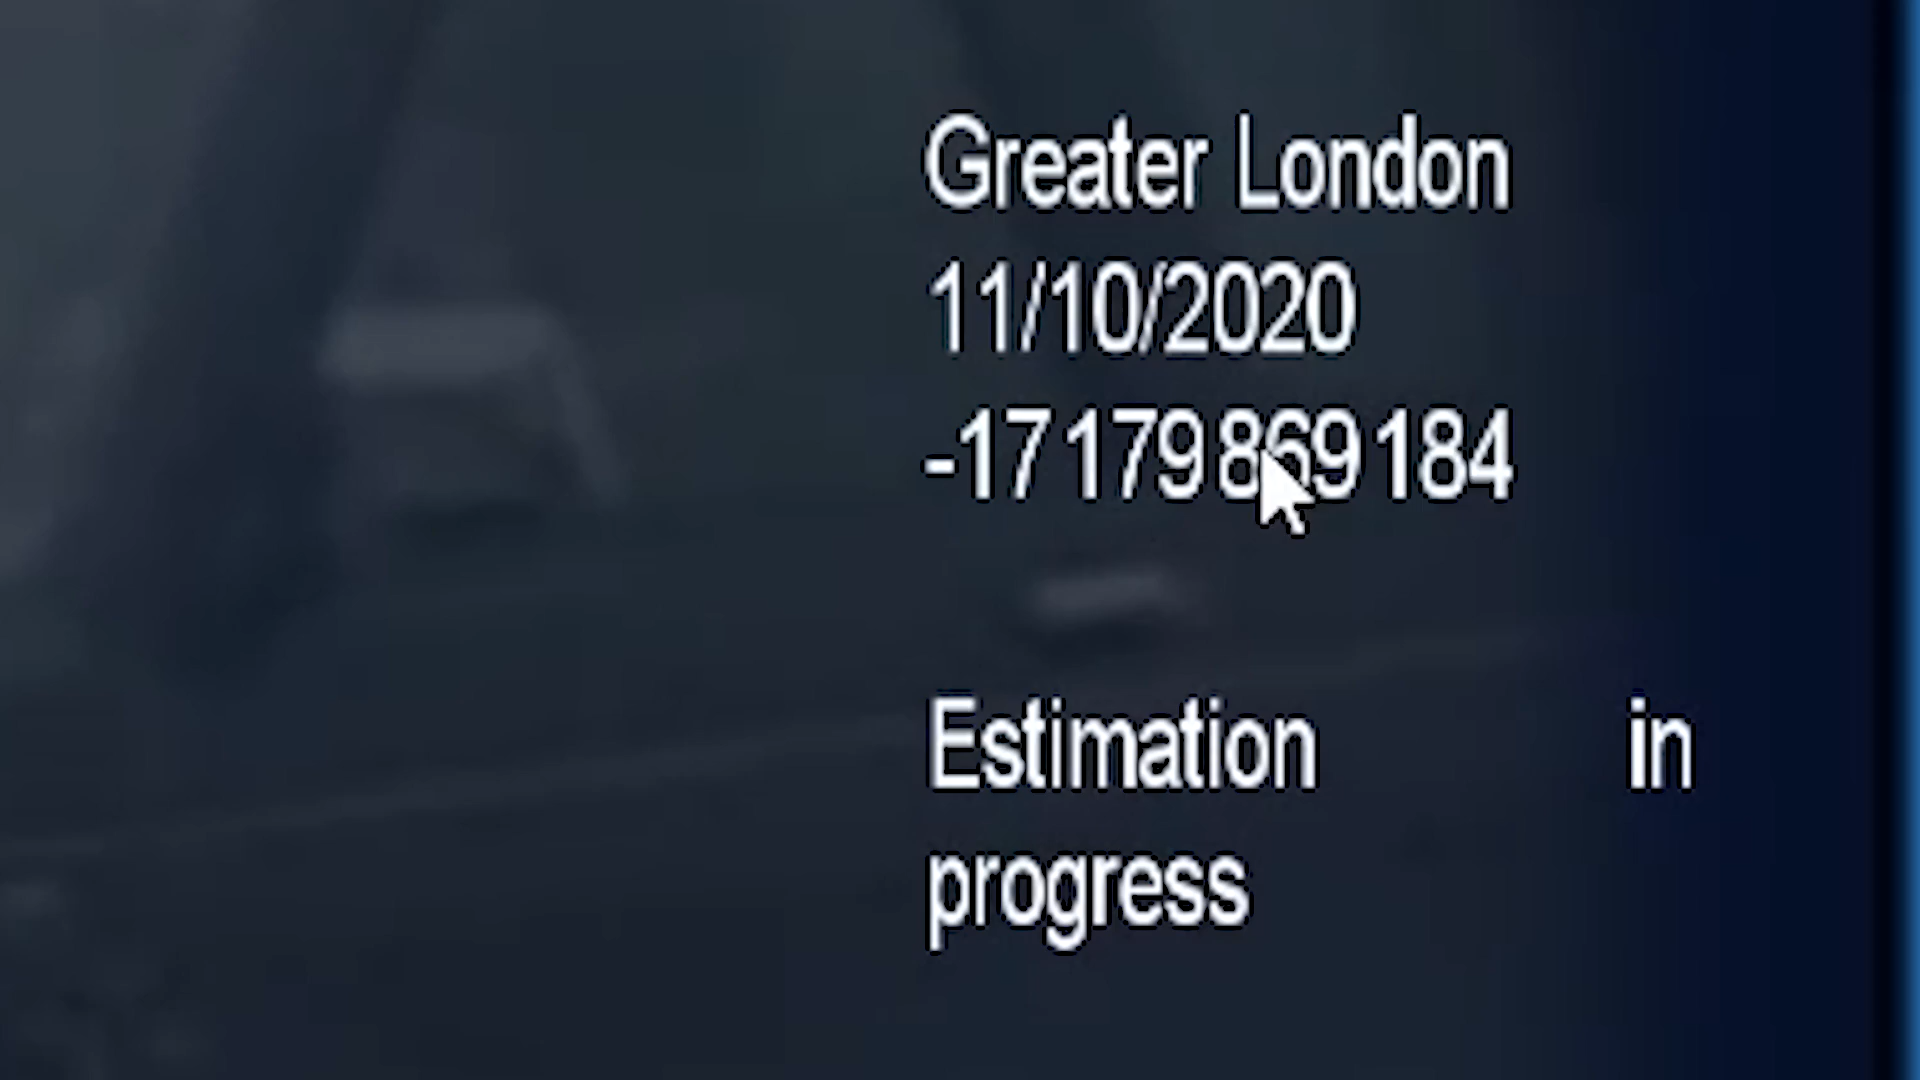 Greater London
11/10/2020
-17 179 869 184
Estimation in
progress